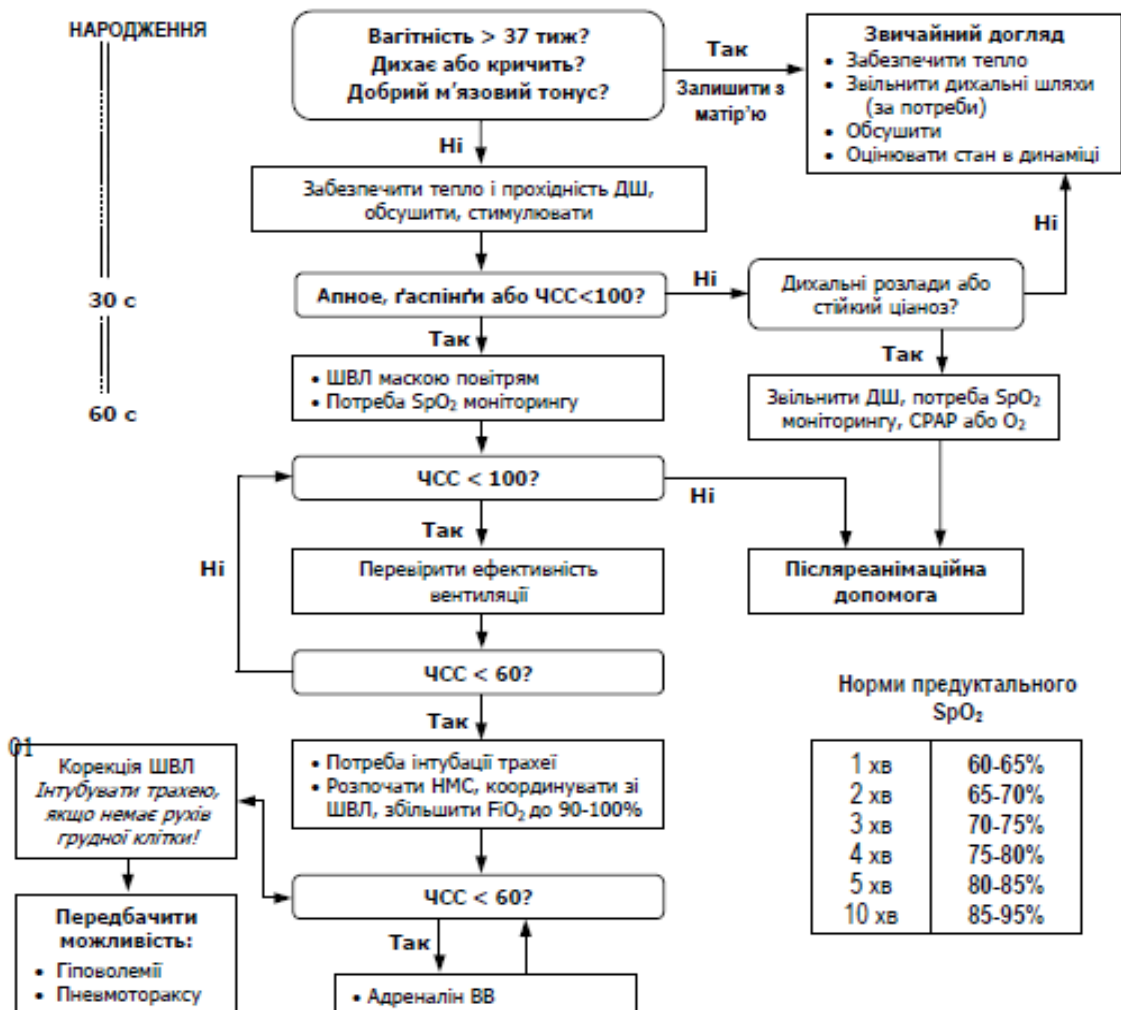 НАРОДЖЕННЯ
Вагітність > 37 тиж?
Дихає або кричить?
Добрий м’язовий тонус?
Так
Залишити з
матір’ю
Звичайний догляд
• Забезпечити тепло
• Звільнити дихальні шляхи
(за потреби)
• Обсушити
• Оцінювати стан в динаміці
Ні
Забезпечити тепло і прохідність ДШ,
обсушити, стимулювати
Ні
30 с
Апное, ґаспінґи або ЧСС<100?
Ні
Дихальні розлади або
стійкий ціаноз?
Так
Так
60 с
• ШВЛ маскою повітрям
• Потреба SpO₂ моніторингу
Звільнити ДШ, потреба SpO₂
моніторингу, СРАР або О₂
ЧСС < 100?
Ні
Так
Ні
Перевірити ефективність
вентиляції
Післяреанімаційна
допомога
ЧСС < 60?
Так
Норми предуктального
SpO₂
1 хв 60-65%
2 хв 65-70%
3 хв 70-75%
4 хв 75-80%
5 хв 80-85%
10 хв 85-95%
01
Корекція ШВЛ
Інтубувати трахею,
якщо немає рухів
грудної клітки!
• Потреба інтубації трахеї
• Розпочати НМС, координувати зі
ШВЛ, збільшити FiO₂ до 90-100%
ЧСС < 60?
Передбачити
можливість:
• Гіповолемії
• Пневмотораксу
Так
• Адреналін ВВ